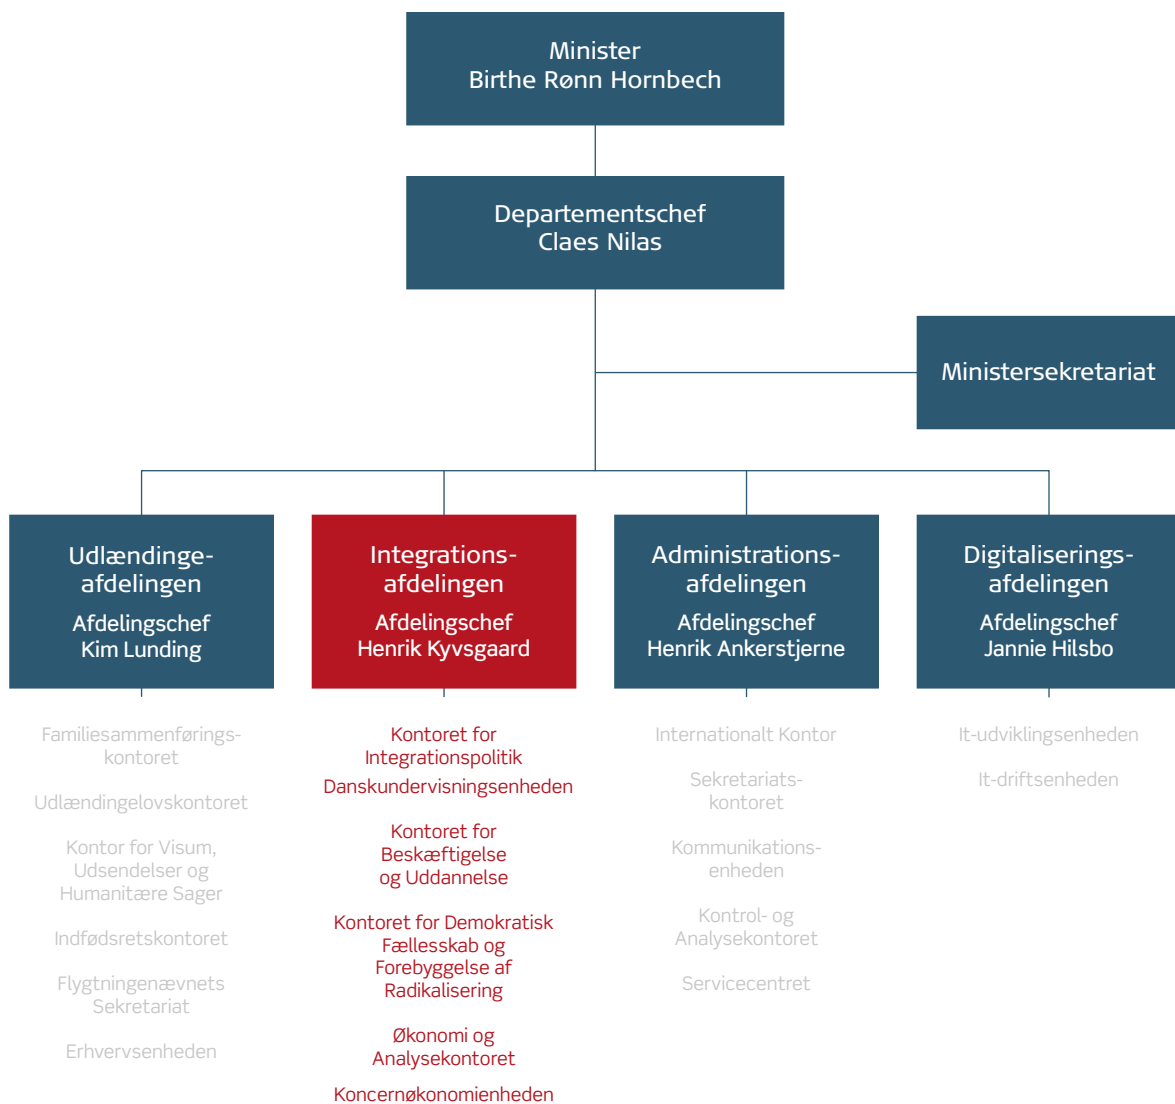 Minister
Birthe Rønn Hornbech
Departementschef
Claes Nilas
Ministersekretariat
Udlændinge-
afdelingen
Afdelingschef
Kim Lunding
Familiesammenførings-
kontoret
Udlændingelovskontoret
Kontor for Visum,
Udsendelser og
Humanitære Sager
Indfødsretskontoret
Flygtningenævnets
Sekretariat
Erhvervsenheden
Integrations-
afdelingen
Afdelingschef
Henrik Kyvsgaard
Kontoret for
Integrationspolitik
Danskundervisningsenheden
Kontoret for
Beskæftigelse
og Uddannelse
Kontoret for Demokratisk
Fællesskab og
Forebyggelse af
Radikalisering
Økonomi og
Analysekontoret
Koncernøkonomienheden
Administrations-
afdelingen
Afdelingschef
Henrik Ankerstjerne
Internationalt Kontor
Sekretariats-
kontoret
Kommunikations-
enheden
Kontrol- og
Analysekontoret
Servicecentret
Digitaliserings-
afdelingen
Afdelingschef
Jannie Hilsbo
It-udviklingsenheden
It-driftsenheden